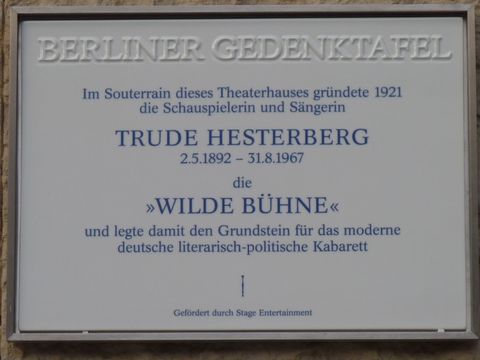 BERLINER GEDENKTAFEL
Im Souterrain dieses Theaterhauses gründete 1921
die Schauspielerin und Sängerin
TRUDE HESTERBERG
2.5.1892 – 31.8.1967
die
»WILDE BÜHNE«
und legte damit den Grundstein für das moderne
deutsche literarisch-politische Kabarett
Gefördert durch Stage Entertainment